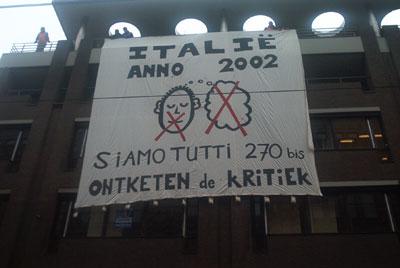 ITALIË
ANNO 2002
SiAMO TUTTi 270 bis
ONTKETEN de KRiTiEK